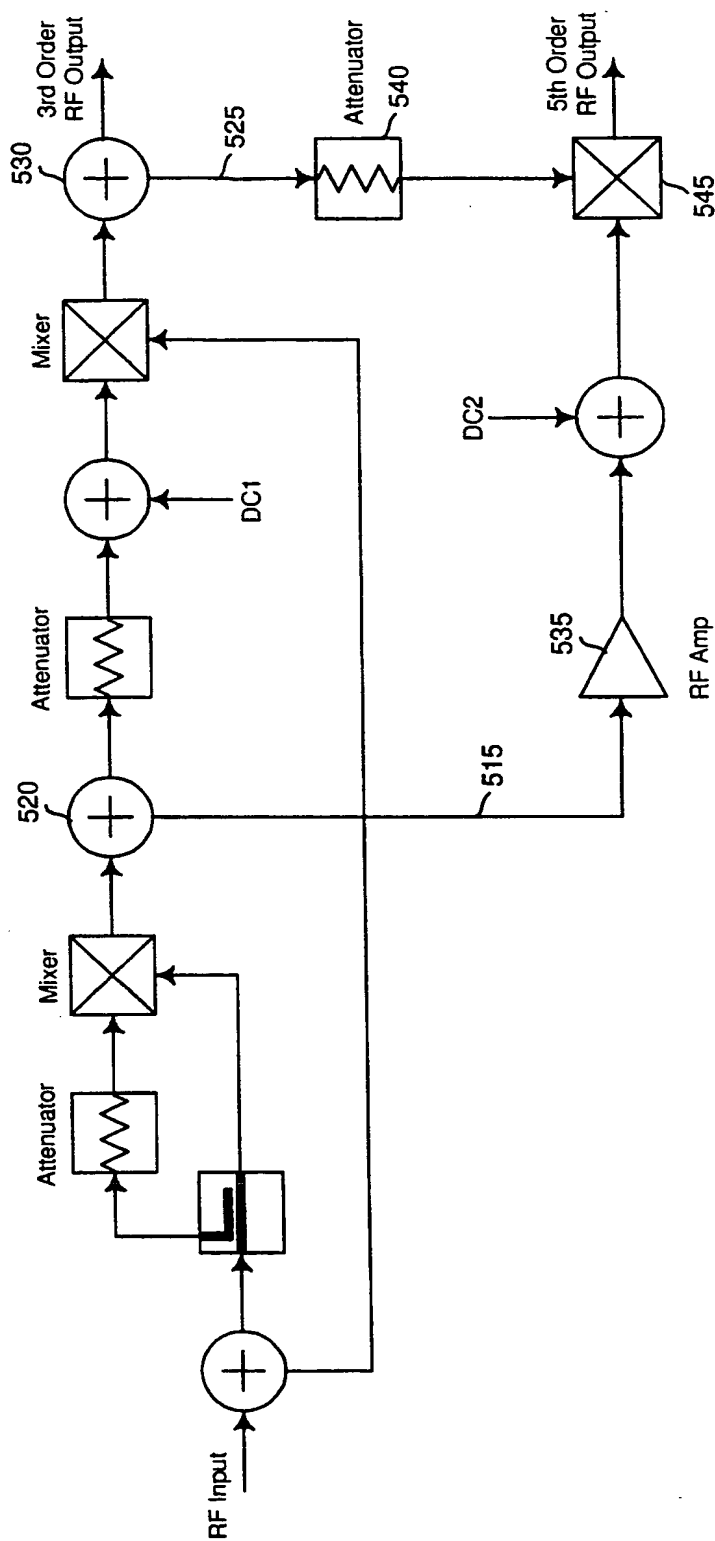 RF Input
Attenuator
Mixer
520
Attenuator
DC1
Mixer
530
3rd Order
RF Output
525
Attenuator
540
515
535
RF Amp
DC2
5th Order
RF Output
545